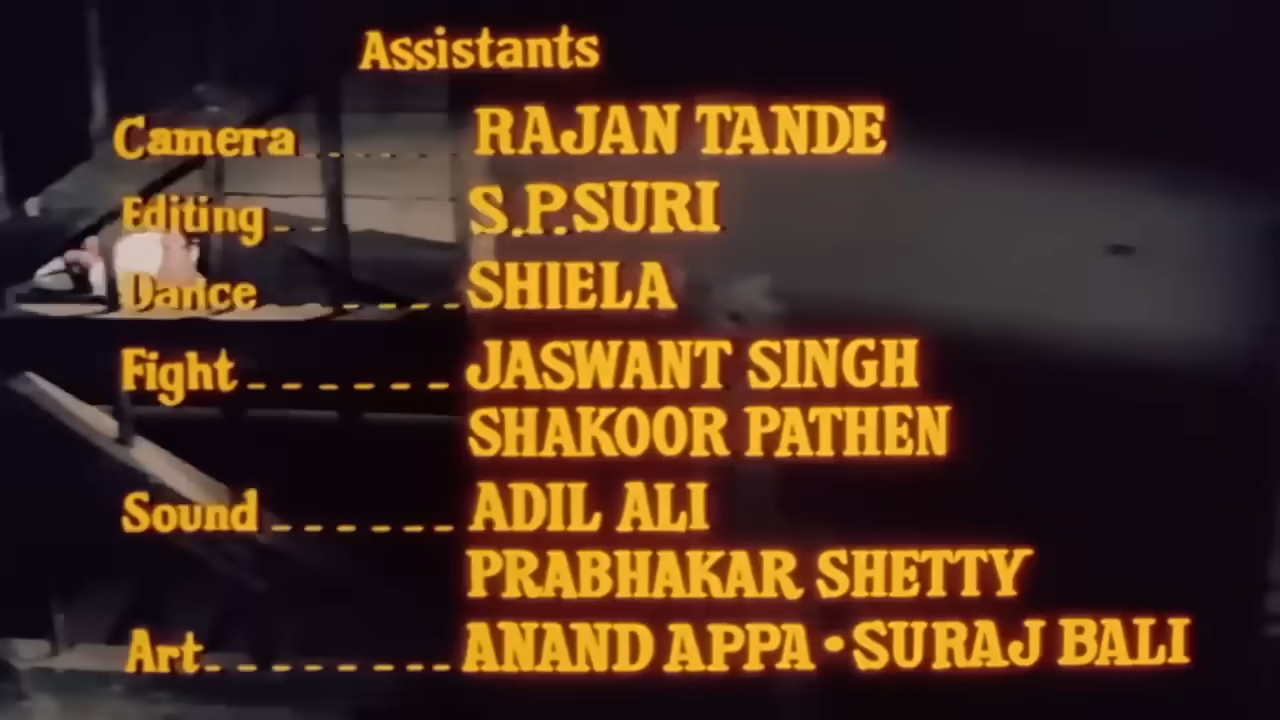 Assistants
Camera ....... RAJAN TANDE
Editing _ _ S.P.SURI
Dance _ _ _ _ SHIELA
Fight _ _ _ _ _ _ JASWANT SINGH
SHAKOOR PATHEN
Sound _ _ _ _ _ _ ADIL ALI
PRABHAKAR SHETTY
Art _ _ _ _ _ _ _ _ ANAND APPA • SURAJ BALI